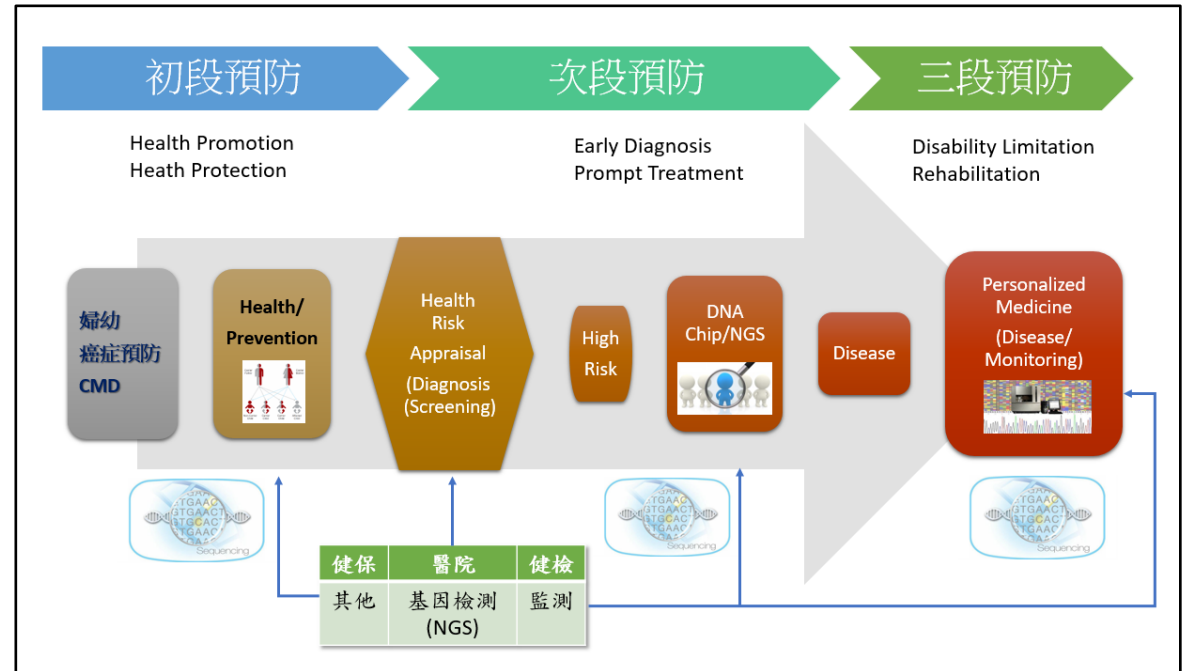 初段預防
次段預防
三段預防
Health Promotion
Heath Protection
Early Diagnosis
Prompt Treatment
Disability Limitation
Rehabilitation
婦幼
癌症預防
CMD
Health/
Prevention
Health
Risk
Appraisal
(Diagnosis
(Screening)
High
Risk
DNA
Chip/NGS
Disease
Personalized
Medicine
(Disease/
Monitoring)
Sequencing
Sequencing
Sequencing
健保 醫院 健檢
其他 基因檢測 監測
(NGS)